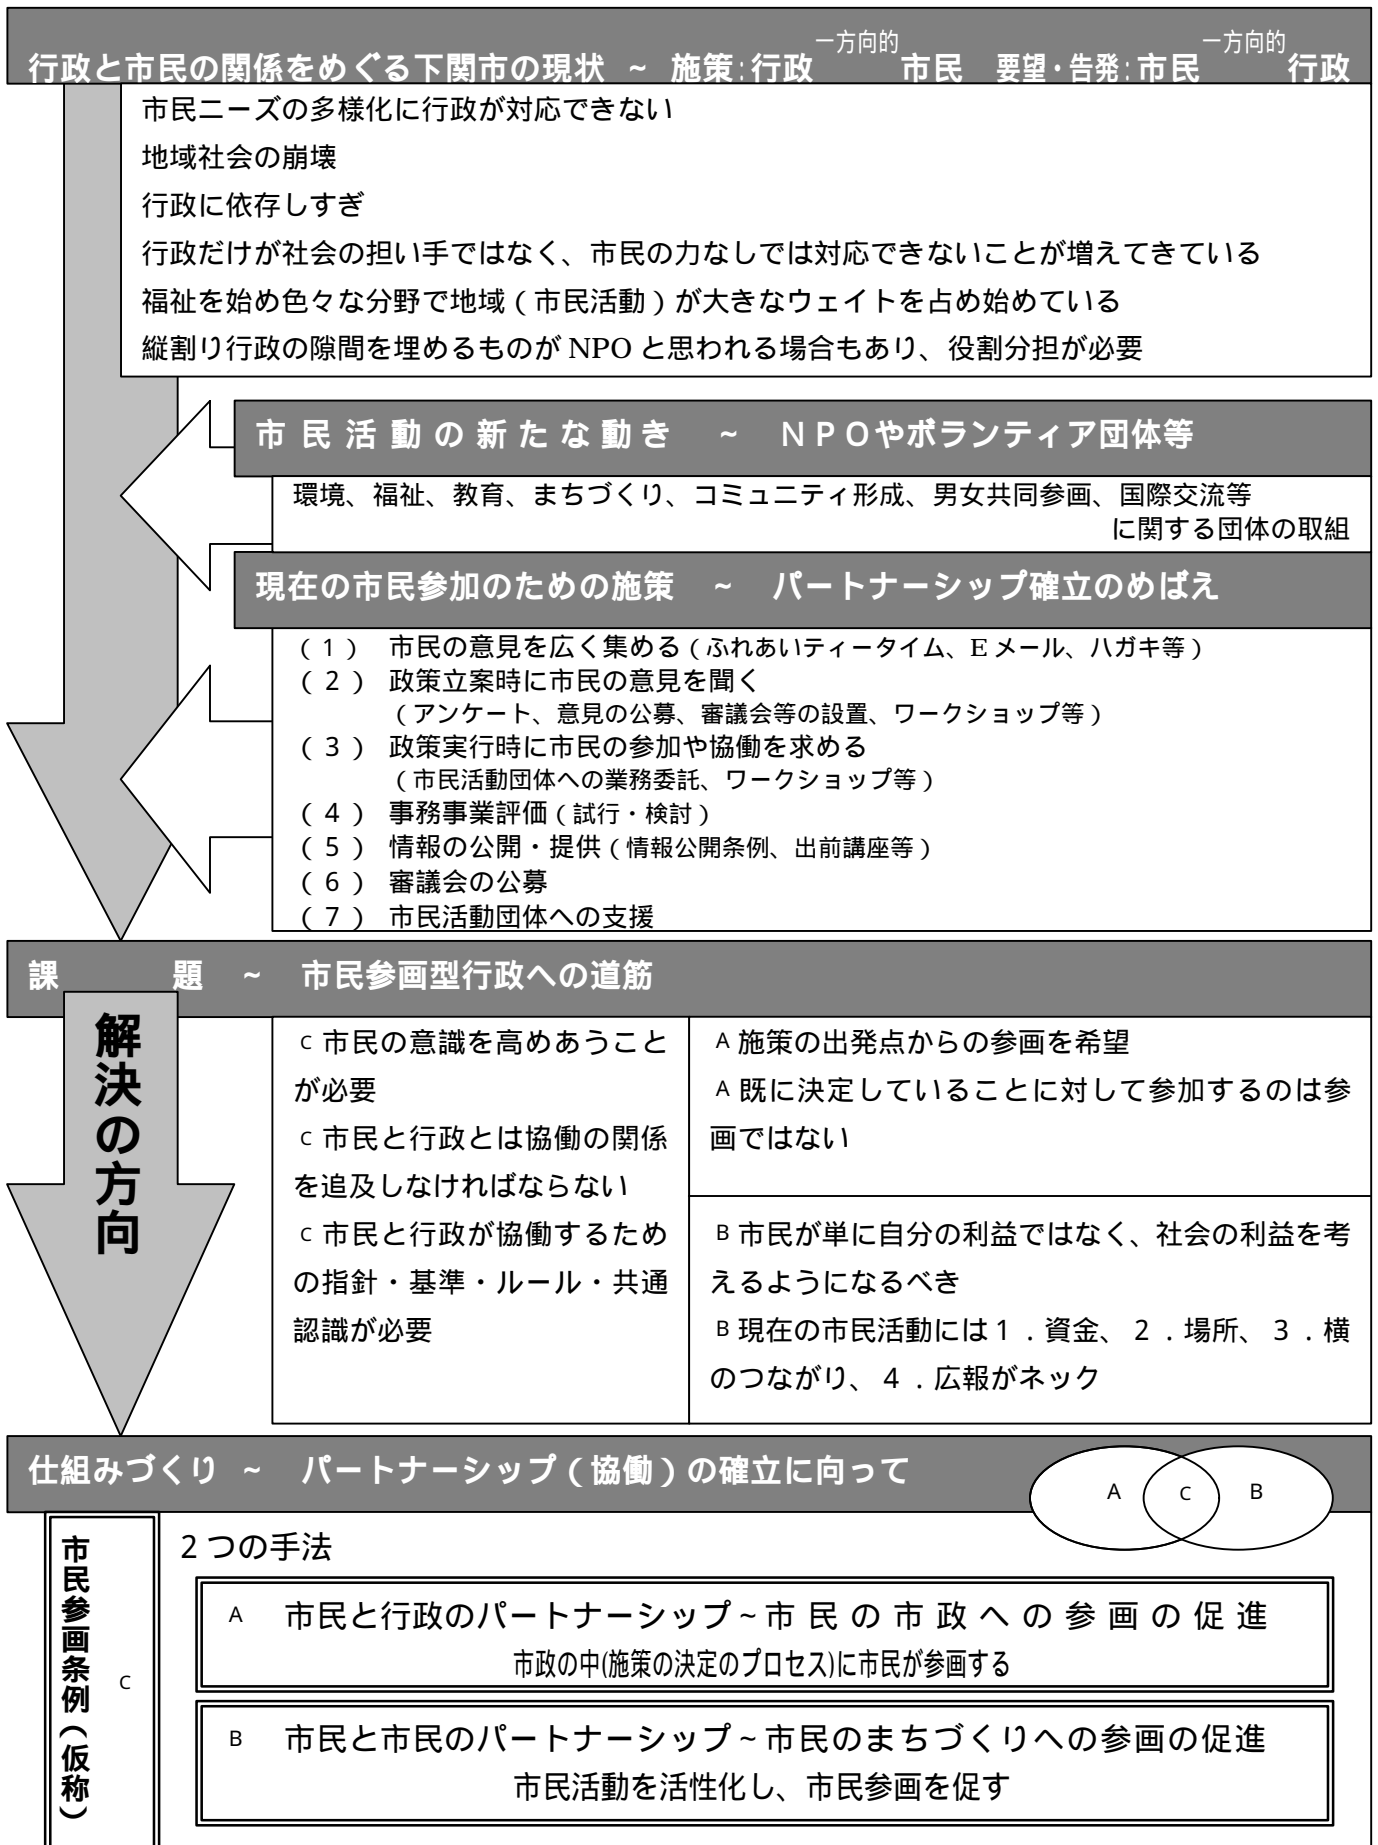 行政と市民の関係をめぐる下関市の現状 ~ 施策:行政 一方向的 市民 要望・告発:市民 一方向的 行政
市民ニーズの多様化に行政が対応できない
地域社会の崩壊
行政に依存しすぎ
行政だけが社会の担い手ではなく、市民の力なしでは対応できないことが増えてきている
福祉を始め色々な分野で地域(市民活動)が大きなウェイトを占め始めている
縦割り行政の隙間を埋めるものが NPO と思われる場合もあり、役割分担が必要
市民活動の新たな動き ~ NPOやボランティア団体等
環境、福祉、教育、まちづくり、コミュニティ形成、男女共同参画、国際交流等
に関する団体の取組
現在の市民参加のための施策 ~ パートナーシップ確立のめばえ
(1) 市民の意見を広く集める(ふれあいティータイム、E メール、ハガキ等)
(2) 政策立案時に市民の意見を聞く
(アンケート、意見の公募、審議会等の設置、ワークショップ等)
(3) 政策実行時に市民の参加や協働を求める
(市民活動団体への業務委託、ワークショップ等)
(4) 事務事業評価(試行・検討)
(5) 情報の公開・提供(情報公開条例、出前講座等)
(6) 審議会の公募
(7) 市民活動団体への支援
課 題 ~ 市民参画型行政への道筋
解決の方向
C 市民の意識を高めあうこと
が必要
C 市民と行政とは協働の関係
を追及しなければならない
C 市民と行政が協働するため
の指針・基準・ルール・共通
認識が必要
A 施策の出発点からの参画を希望
A 既に決定していることに対して参加するのは参
画ではない
B 市民が単に自分の利益ではなく、社会の利益を考
えるようになるべき
B 現在の市民活動には1.資金、2.場所、3.横
のつながり、4.広報がネック
仕組みづくり ~ パートナーシップ(協働)の確立に向って
A C B
市民参画条例(仮称)
C
2つの手法
A 市民と行政のパートナーシップ~市民の市政への参画の促進
市政の中(施策の決定のプロセス)に市民が参画する
B 市民と市民のパートナーシップ~市民のまちづくりへの参画の促進
市民活動を活性化し、市民参画を促す